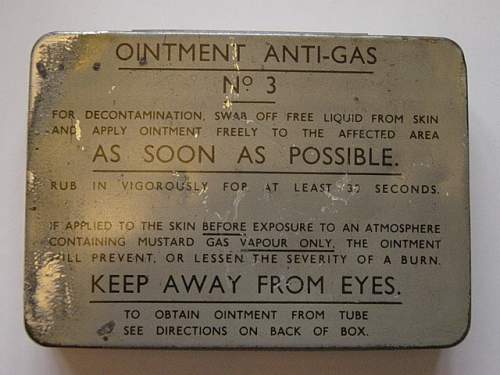 OINTMENT ANTI-GAS
Nº 3
FOR DECONTAMINATION, SWAB OFF FREE LIQUID FROM SKIN
AND APPLY OINTMENT FREELY TO THE AFFECTED AREA
AS SOON AS POSSIBLE.
RUB IN VIGOROUSLY FOR AT LEAST 30 SECONDS.
IF APPLIED TO THE SKIN BEFORE EXPOSURE TO AN ATMOSPHERE
CONTAINING MUSTARD GAS VAPOUR ONLY, THE OINTMENT
WILL PREVENT, OR LESSEN THE SEVERITY OF A BURN.
KEEP AWAY FROM EYES.
TO OBTAIN OINTMENT FROM TUBE
SEE DIRECTIONS ON BACK OF BOX.